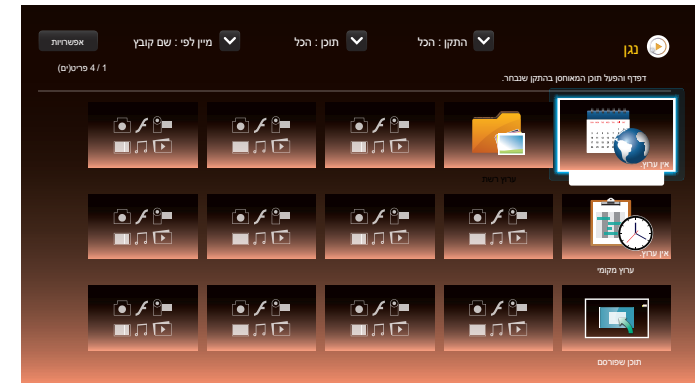 נגן
התקן : הכל
תוכן : הכל
מיין לפי : שם קובץ
אפשרויות
דפדף והפעל תוכן המאוחסן בהתקן שנבחר.
1 / 4 פריט(ים)
אין ערוץ.
ערוץ רשת
אין ערוץ.
ערוץ מקומי
תוכן שפורסם